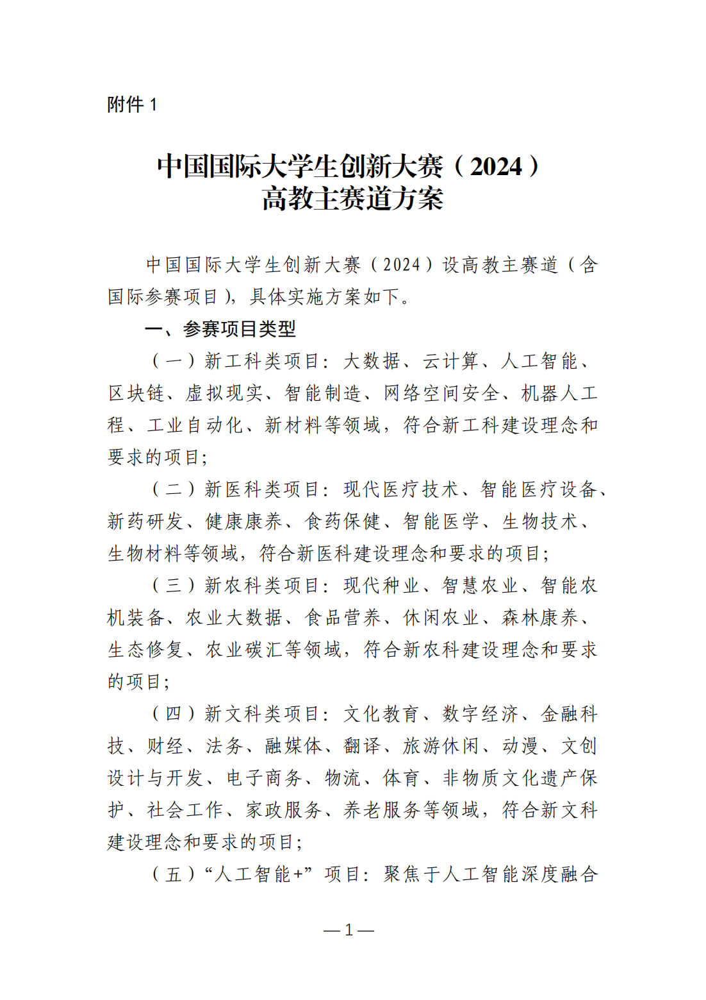 附件 1
中国国际大学生创新大赛（2024）
高教主赛道方案
中国国际大学生创新大赛（2024）设高教主赛道（含
国际参赛项目），具体实施方案如下。
一、参赛项目类型
（一）新工科类项目：大数据、云计算、人工智能、
区块链、虚拟现实、智能制造、网络空间安全、机器人工
程、工业自动化、新材料等领域，符合新工科建设理念和
要求的项目；
（二）新医科类项目：现代医疗技术、智能医疗设备、
新药研发、健康康养、食药保健、智能医学、生物技术、
生物材料等领域，符合新医科建设理念和要求的项目；
（三）新农科类项目：现代种业、智慧农业、智能农
机装备、农业大数据、食品营养、休闲农业、森林康养、
生态修复、农业碳汇等领域，符合新农科建设理念和要求
的项目；
（四）新文科类项目：文化教育、数字经济、金融科
技、财经、法务、融媒体、翻译、旅游休闲、动漫、文创
设计与开发、电子商务、物流、体育、非物质文化遗产保
护、社会工作、家政服务、养老服务等领域，符合新文科
建设理念和要求的项目；
（五）“人工智能+”项目：聚焦于人工智能深度融合
— 1 —